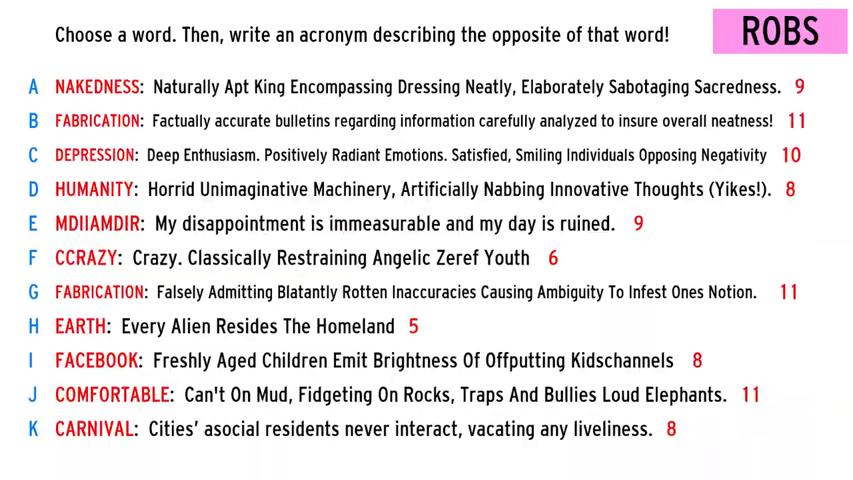 Choose a word. Then, write an acronym describing the opposite of that word! ROBS
A NAKEDNESS: Naturally Apt King Encompassing Dressing Neatly, Elaborately Sabotaging Sacredness. 9
B FABRICATION: Factually accurate bulletins regarding information carefully analyzed to insure overall neatness! 11
C DEPRESSION: Deep Enthusiasm. Positively Radiant Emotions. Satisfied, Smiling Individuals Opposing Negativity 10
D HUMANITY: Horrid Unimaginative Machinery, Artificially Nabbing Innovative Thoughts (Yikes!). 8
E MDIIAMDIR: My disappointment is immeasurable and my day is ruined. 9
F CCRAZY: Crazy. Classically Restraining Angelic Zeref Youth 6
G FABRICATION: Falsely Admitting Blatantly Rotten Inaccuracies Causing Ambiguity To Infest Ones Notion. 11
H EARTH: Every Alien Resides The Homeland 5
I FACEBOOK: Freshly Aged Children Emit Brightness Of Offputting Kidschannels 8
J COMFORTABLE: Can't On Mud, Fidgeting On Rocks, Traps And Bullies Loud Elephants. 11
K CARNIVAL: Cities' asocial residents never interact, vacating any liveliness. 8